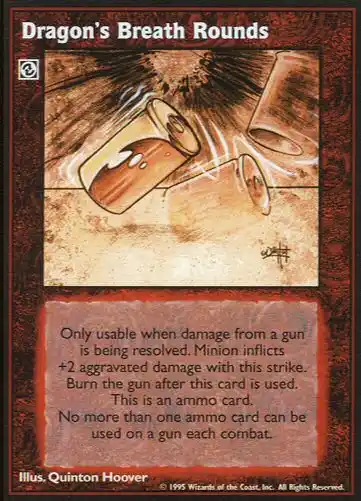 Dragon's Breath Rounds
Only usable when damage from a gun
is being resolved. Minion inflicts
+2 aggravated damage with this strike.
Burn the gun after this card is used.
This is an ammo card.
No more than one ammo card can be
used on a gun each combat.
Illus. Quinton Hoover
© 1995 Wizards of the Coast, Inc. All Rights Reserved.